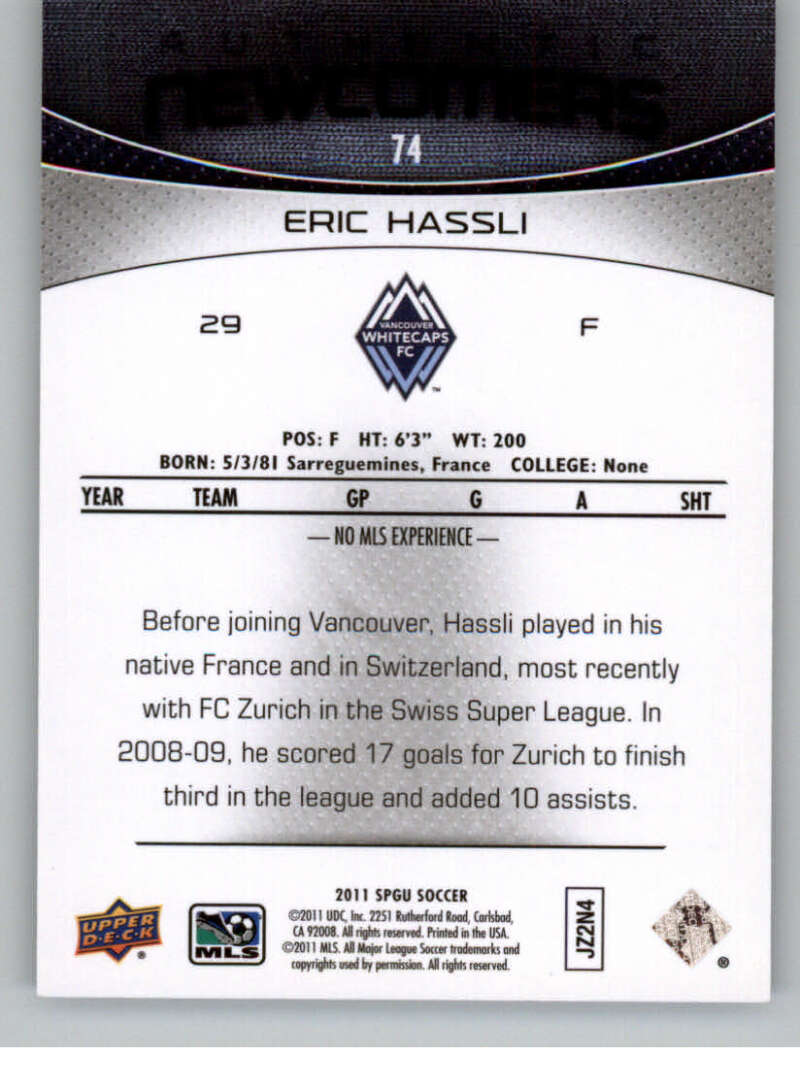 AUTHENTIC
NEWCOMERS
74
ERIC HASSLI
29
VANCOUVER
WHITECAPS
FC
TM
F
POS: F HT: 6'3" WT: 200
BORN: 5/3/81 Sarreguemines, France COLLEGE: None
YEAR TEAM GP G A SHT
— NO MLS EXPERIENCE —
Before joining Vancouver, Hassli played in his
native France and in Switzerland, most recently
with FC Zurich in the Swiss Super League. In
2008-09, he scored 17 goals for Zurich to finish
third in the league and added 10 assists.
UPPER
D·E·C·K
®
MLS
2011 SPGU SOCCER
©2011 UDC, Inc. 2251 Rutherford Road, Carlsbad,
CA 92008. All rights reserved. Printed in the USA.
©2011 MLS. All Major League Soccer trademarks and
copyrights used by permission. All rights reserved.
JZ2N4
®